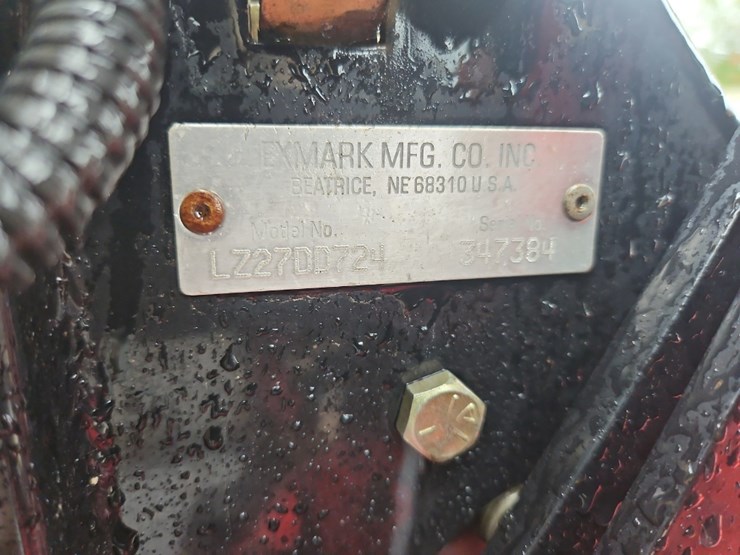 EXMARK MFG. CO. INC
BEATRICE, NE 68310 U.S.A.
Model No.
LZ27DD724 347384